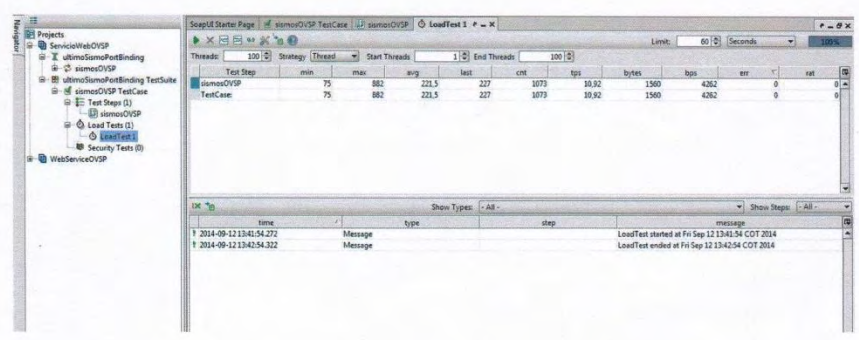 Navigator
Projects
ServicioWebOVSP
ultimoSismoPortBinding
sismosOVSP
ultimoSismoPortBinding TestSuite
sismosOVSP TestCase
Test Steps (1)
sismosOVSP
Load Tests (1)
LoadTest 1
Security Tests (0)
WebServiceOVSP
SoapUI Starter Page sismosOVSP TestCase sismosOVSP LoadTest 1
Limit: 60 Seconds 100%
Threads: 100 Strategy Thread Start Threads 1 End Threads 100
Test Step min max avg last cnt tps bytes bps err rat
sismosOVSP 75 882 221,5 227 1073 10,92 1560 4262 0 0
TestCase: 75 882 221,5 227 1073 10,92 1560 4262 0 0
Show Types: - All - Show Steps: - All -
time type step message
2014-09-12 13:41:54.272 Message LoadTest started at Fri Sep 12 13:41:54 COT 2014
2014-09-12 13:42:54.322 Message LoadTest ended at Fri Sep 12 13:42:54 COT 2014